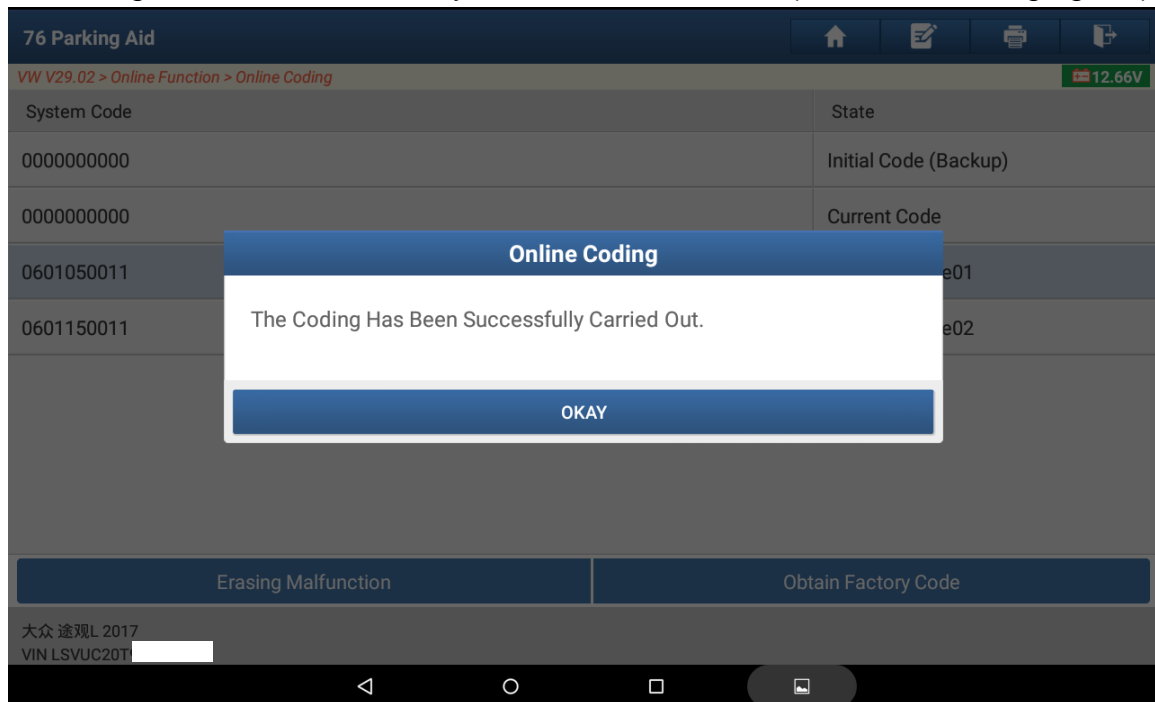 76 Parking Aid
VW V29.02 > Online Function > Online Coding
12.66V
System Code State
0000000000 Initial Code (Backup)
0000000000 Current Code
Online Coding
0601050011 e01
The Coding Has Been Successfully Carried Out.
0601150011 e02
OKAY
Erasing Malfunction Obtain Factory Code
大众 途观L 2017
VIN LSVUC20T